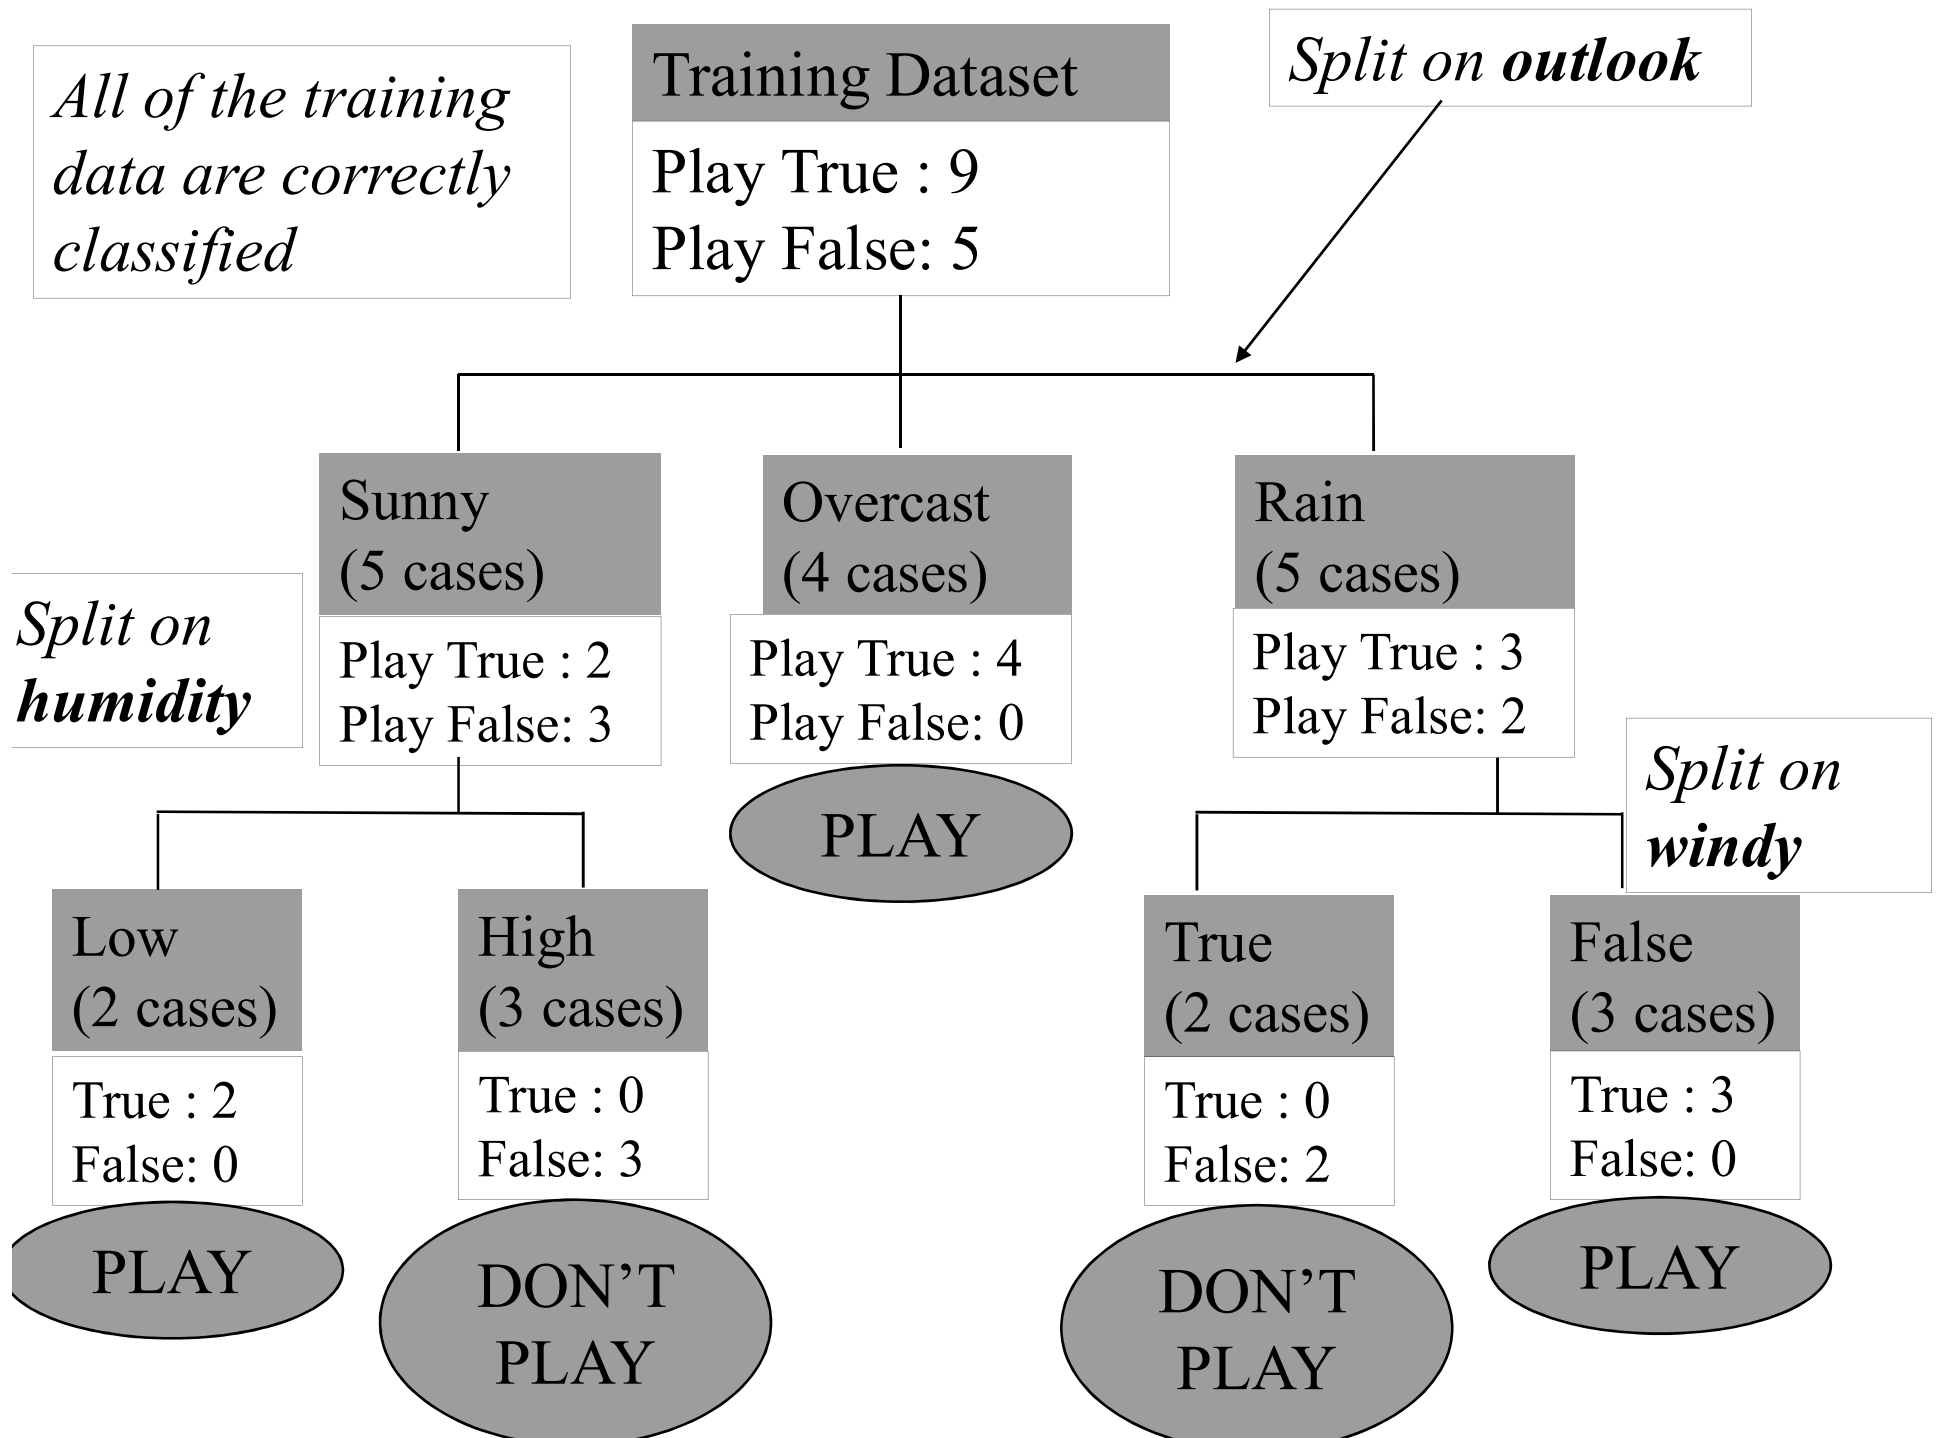 All of the training
data are correctly
classified
Training Dataset
Play True : 9
Play False: 5
Split on outlook
Sunny
(5 cases)
Play True : 2
Play False: 3
Overcast
(4 cases)
Play True : 4
Play False: 0
PLAY
Rain
(5 cases)
Play True : 3
Play False: 2
Split on
humidity
Split on
windy
Low
(2 cases)
True : 2
False: 0
PLAY
High
(3 cases)
True : 0
False: 3
DON’T
PLAY
True
(2 cases)
True : 0
False: 2
DON’T
PLAY
False
(3 cases)
True : 3
False: 0
PLAY